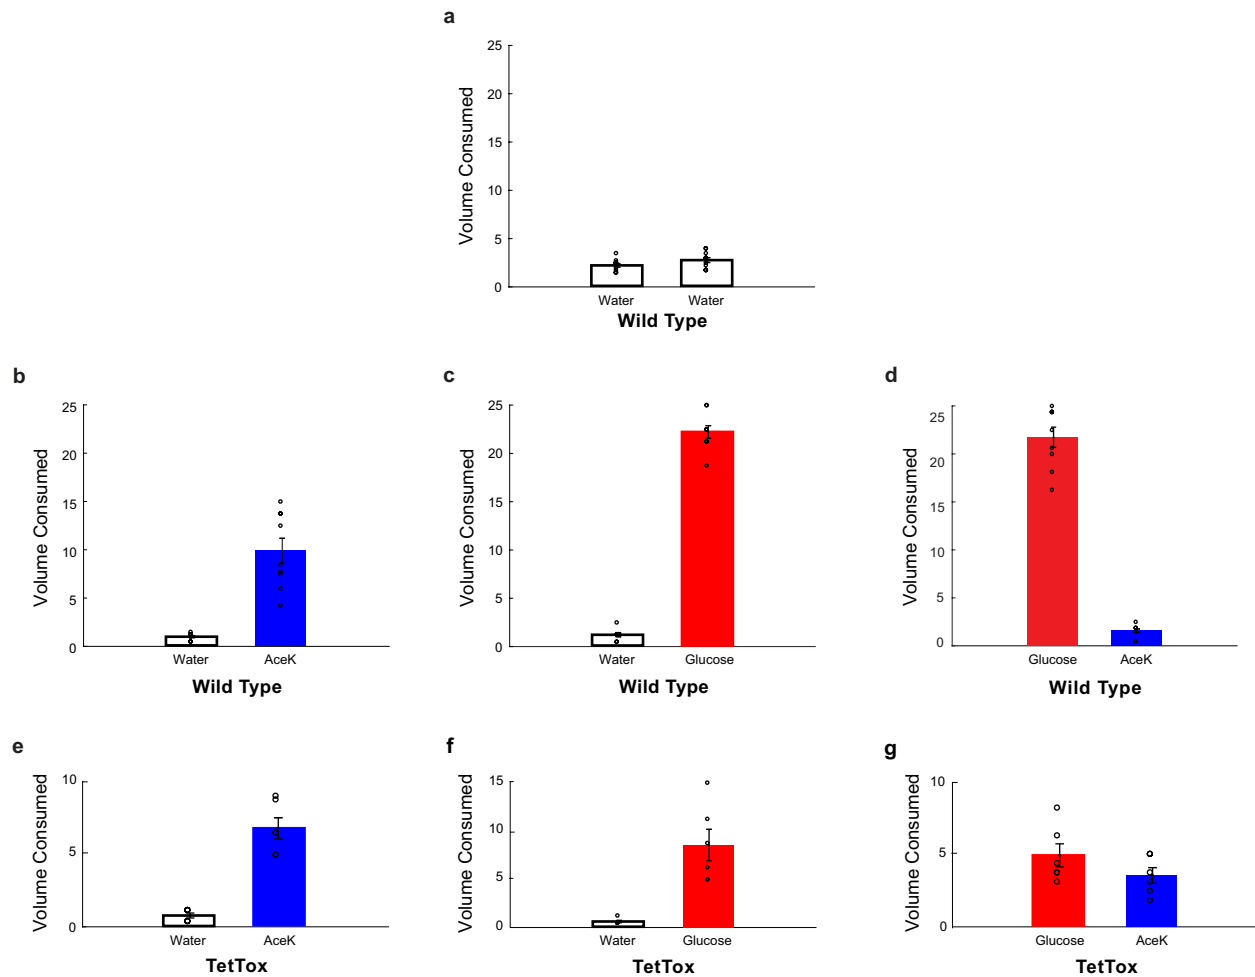 a
25
20
15
10
5
0
Volume Consumed
Water Water
Wild Type
b
25
20
15
10
5
0
Volume Consumed
Water AceK
Wild Type
c
25
20
15
10
5
0
Volume Consumed
Water Glucose
Wild Type
d
25
20
15
10
5
0
Volume Consumed
Glucose AceK
Wild Type
e
10
5
0
Volume Consumed
Water AceK
TetTox
f
15
10
5
0
Volume Consumed
Water Glucose
TetTox
g
10
5
0
Volume Consumed
Glucose AceK
TetTox